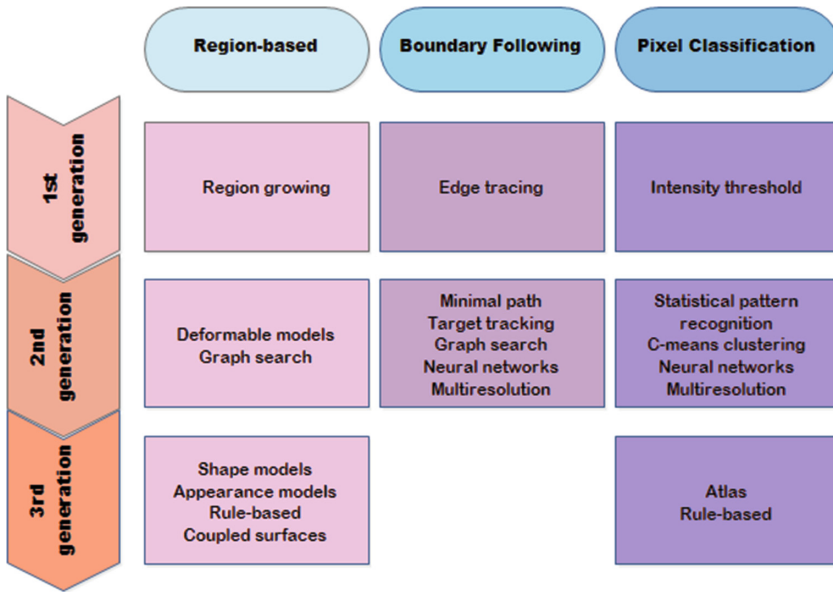 Region-based
Boundary Following
Pixel Classification
1st
generation
Region growing
Edge tracing
Intensity threshold
2nd
generation
Deformable models
Graph search
Minimal path
Target tracking
Graph search
Neural networks
Multiresolution
Statistical pattern
recognition
C-means clustering
Neural networks
Multiresolution
3rd
generation
Shape models
Appearance models
Rule-based
Coupled surfaces
Atlas
Rule-based